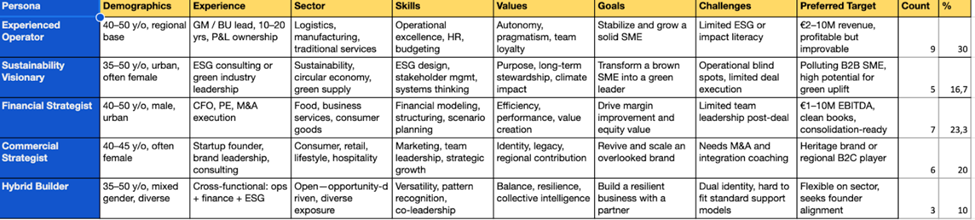 Persona Demographics Experience Sector Skills Values Goals Challenges Preferred Target Count %
Experienced Operator
40–50 y/o, regional base
GM / BU lead, 10–20 yrs, P&L ownership
Logistics, manufacturing, traditional services
Operational excellence, HR, budgeting
Autonomy, pragmatism, team loyalty
Stabilize and grow a solid SME
Limited ESG or impact literacy
€2–10M revenue, profitable but improvable
9
30
Sustainability Visionary
35–50 y/o, urban, often female
ESG consulting or green industry leadership
Sustainability, circular economy, green supply
ESG design, stakeholder mgmt, systems thinking
Purpose, long-term stewardship, climate impact
Transform a brown SME into a green leader
Operational blind spots, limited deal execution
Polluting B2B SME, high potential for green uplift
5
16,7
Financial Strategist
40–50 y/o, male, urban
CFO, PE, M&A execution
Food, business services, consumer goods
Financial modeling, structuring, scenario planning
Efficiency, performance, value creation
Drive margin improvement and equity value
Limited team leadership post-deal
€1–10M EBITDA, clean books, consolidation-ready
7
23,3
Commercial Strategist
40–45 y/o, often female
Startup founder, brand leadership, consulting
Consumer, retail, lifestyle, hospitality
Marketing, team leadership, strategic growth
Identity, legacy, regional contribution
Revive and scale an overlooked brand
Needs M&A and integration coaching
Heritage brand or regional B2C player
6
20
Hybrid Builder
35–50 y/o, mixed gender, diverse
Cross-functional: ops + finance + ESG
Open—opportunity-d riven, diverse exposure
Versatility, pattern recognition, co-leadership
Balance, resilience, collective intelligence
Build a resilient business with a partner
Dual identity, hard to fit standard support models
Flexible on sector, seeks founder alignment
3
10